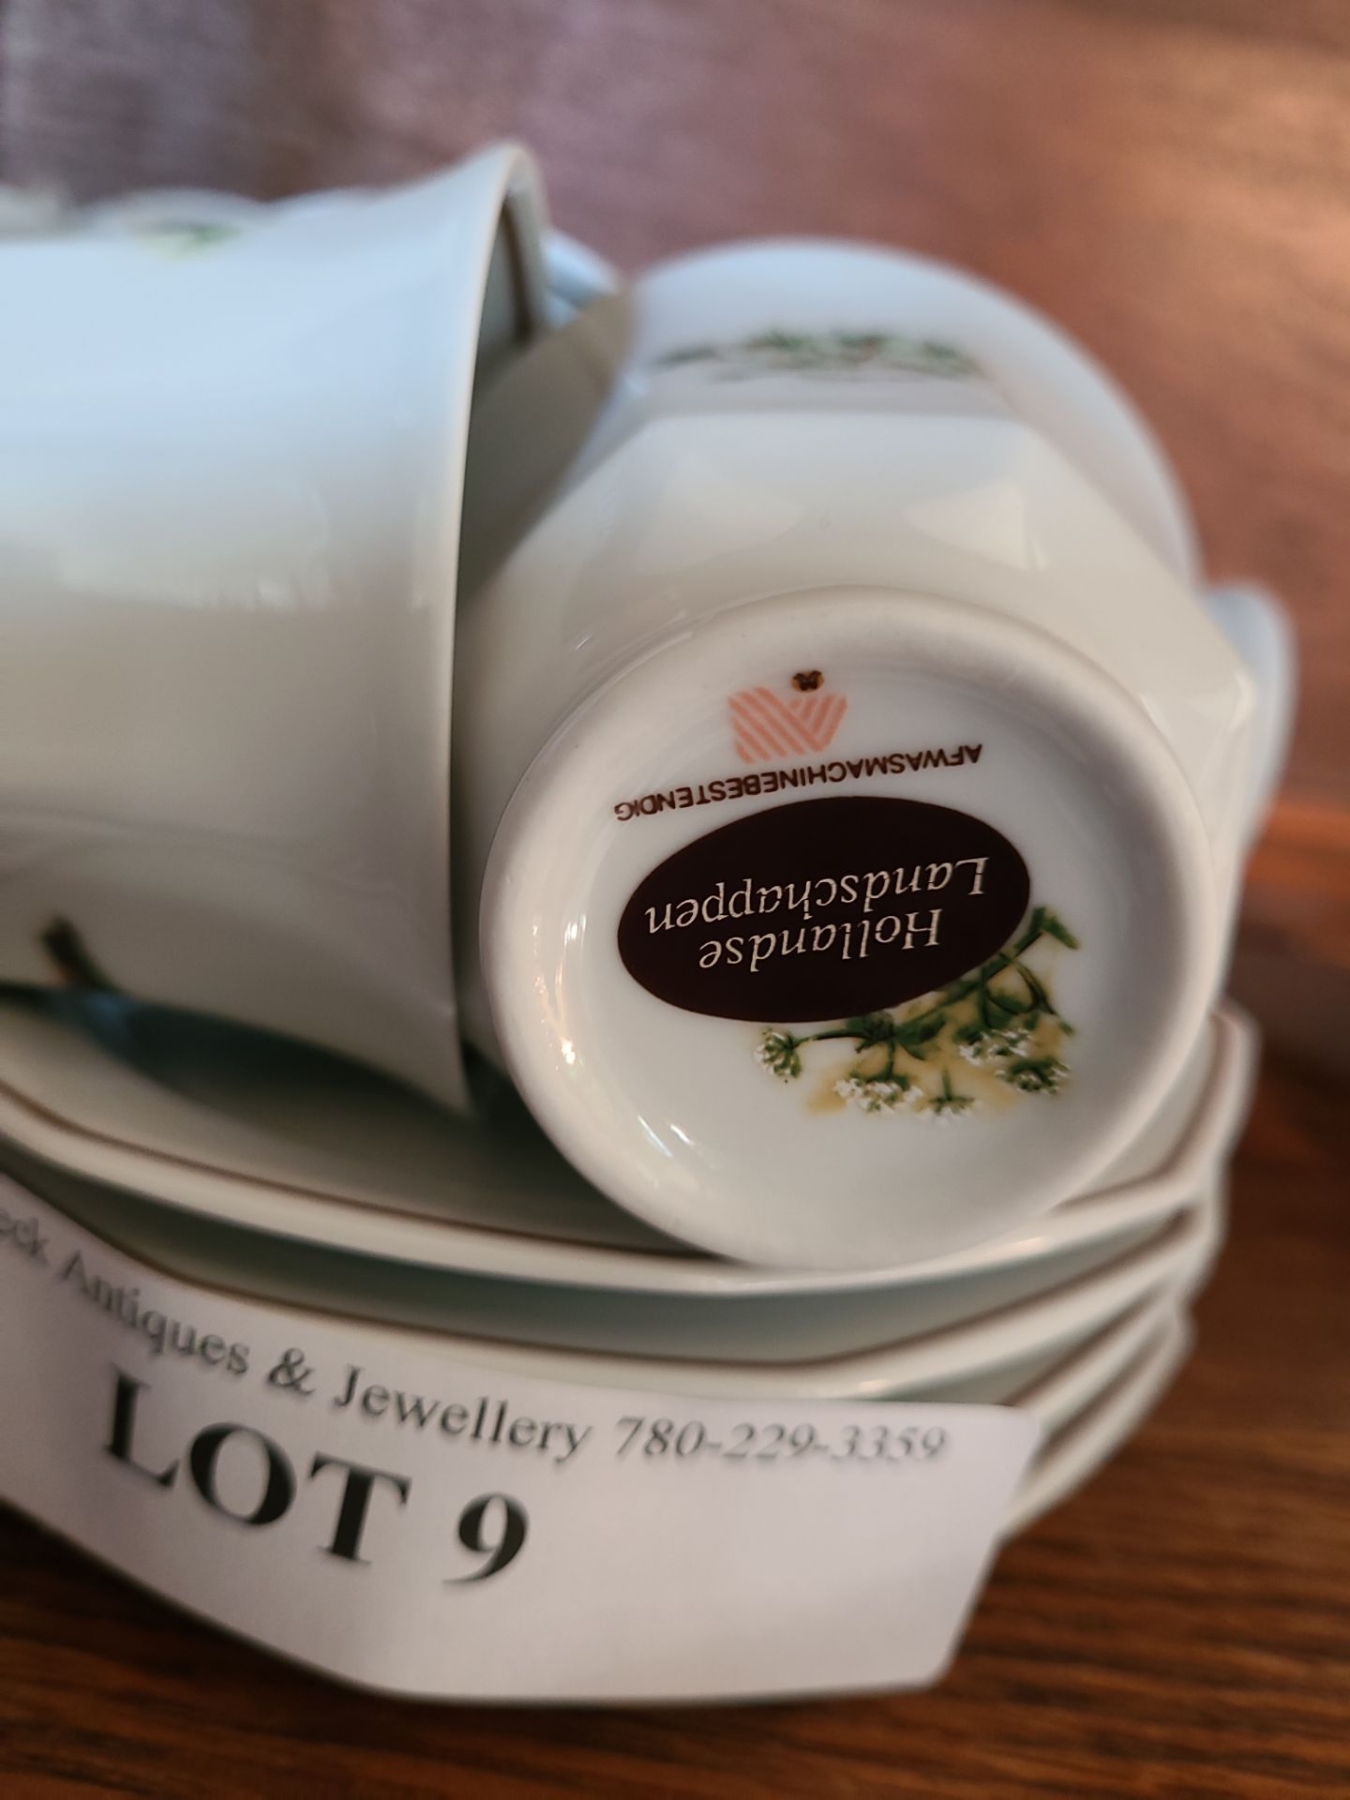 Hollandse
Landschappen
AFWASMACHINEBESTENDIG
Antiques & Jewellery 780-229-3359
LOT 9